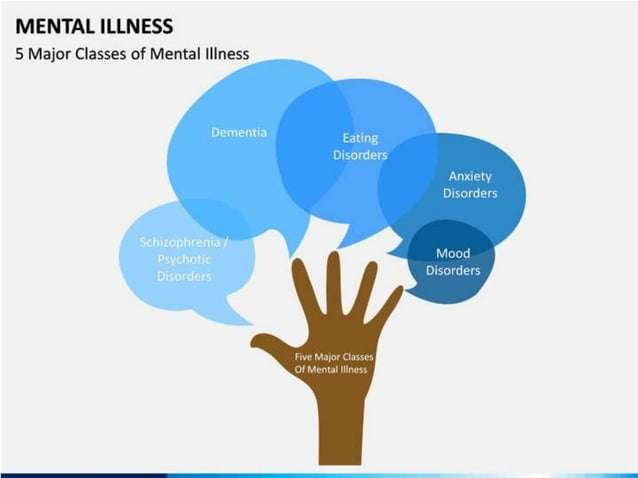 MENTAL ILLNESS
5 Major Classes of Mental Illness
Dementia
Eating
Disorders
Anxiety
Disorders
Schizophrenia /
Psychotic
Disorders
Mood
Disorders
Five Major Classes
Of Mental Illness